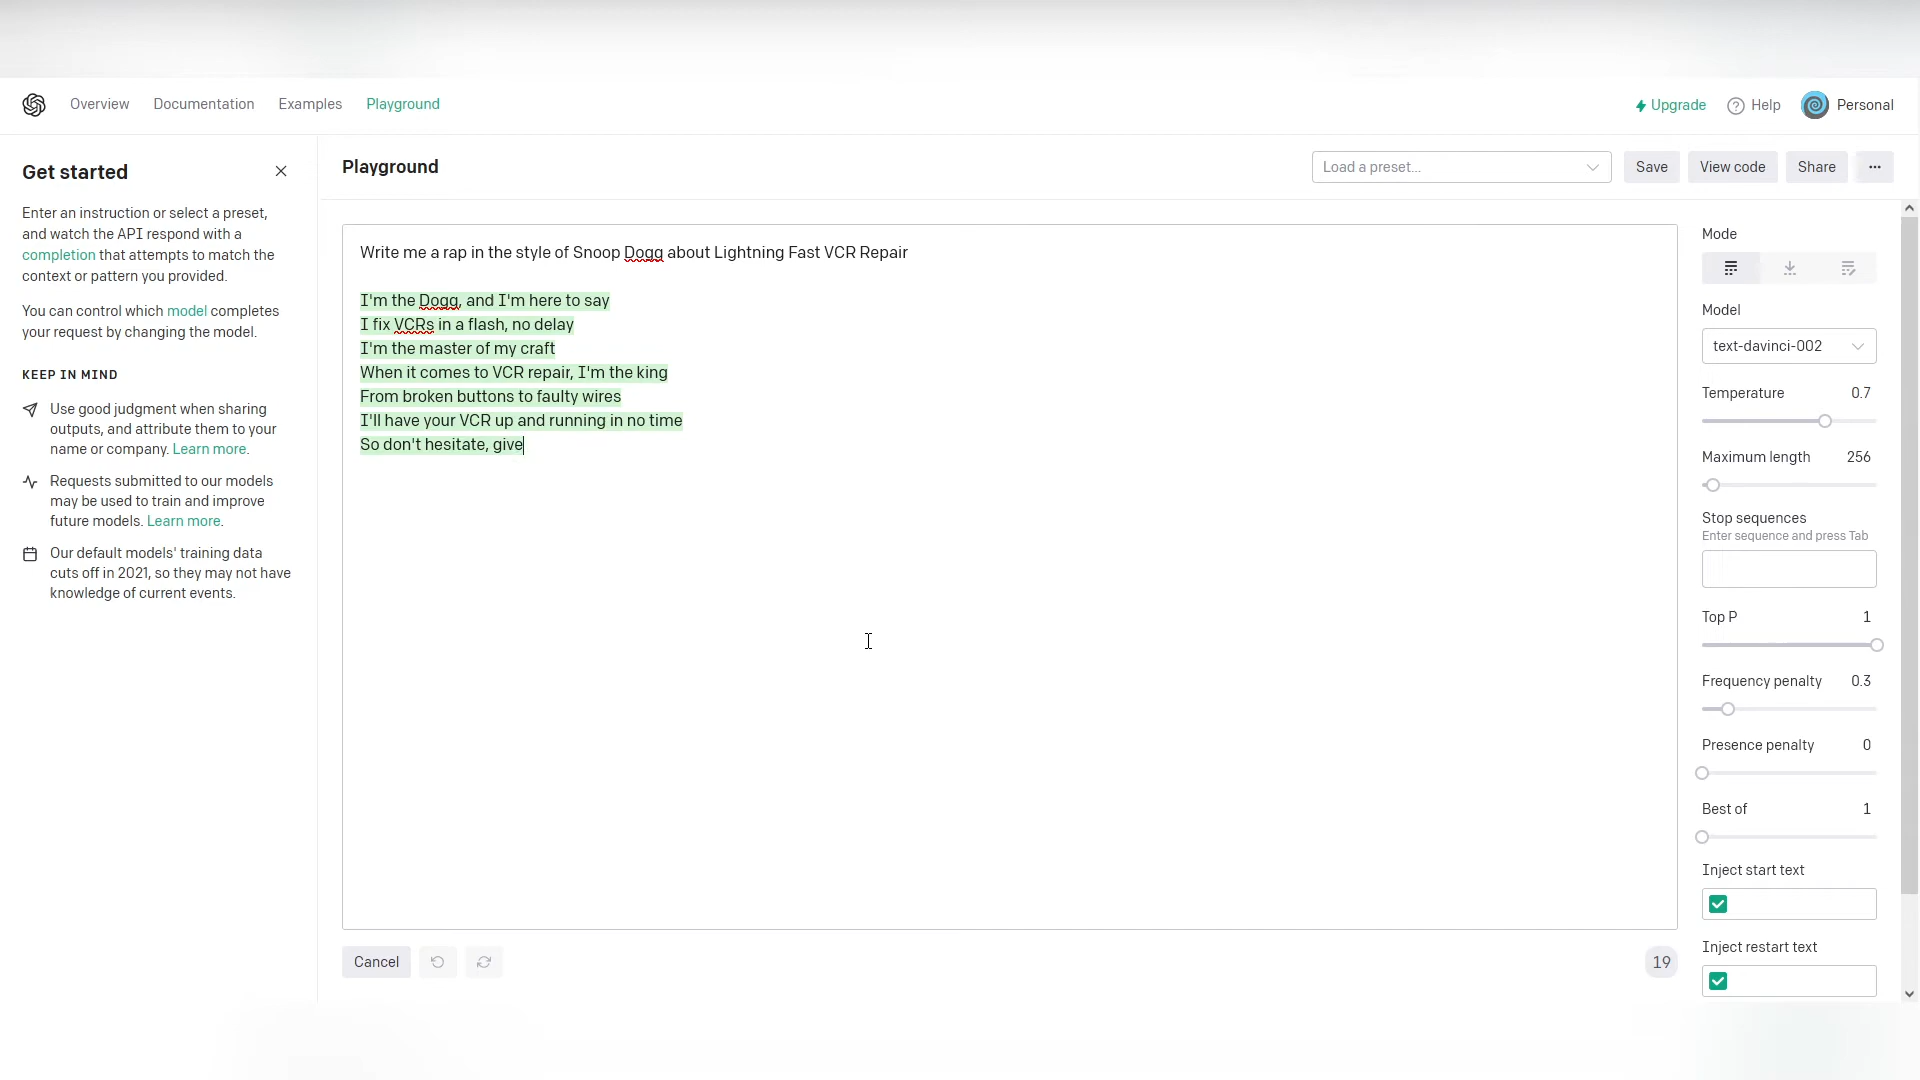 Overview Documentation Examples Playground Upgrade Help Personal
Get started
Enter an instruction or select a preset,
and watch the API respond with a
completion that attempts to match the
context or pattern you provided.
You can control which model completes
your request by changing the model.
KEEP IN MIND
Use good judgment when sharing
outputs, and attribute them to your
name or company. Learn more.
Requests submitted to our models
may be used to train and improve
future models. Learn more.
Our default models' training data
cuts off in 2021, so they may not have
knowledge of current events.
Playground
Load a preset...
Save
View code
Share
...
Write me a rap in the style of Snoop Dogg about Lightning Fast VCR Repair
I'm the Dogg, and I'm here to say
I fix VCRs in a flash, no delay
I'm the master of my craft
When it comes to VCR repair, I'm the king
From broken buttons to faulty wires
I'll have your VCR up and running in no time
So don't hesitate, give
Cancel
19
Mode
Model
text-davinci-002
Temperature 0.7
Maximum length 256
Stop sequences
Enter sequence and press Tab
Top P 1
Frequency penalty 0.3
Presence penalty 0
Best of 1
Inject start text
Inject restart text